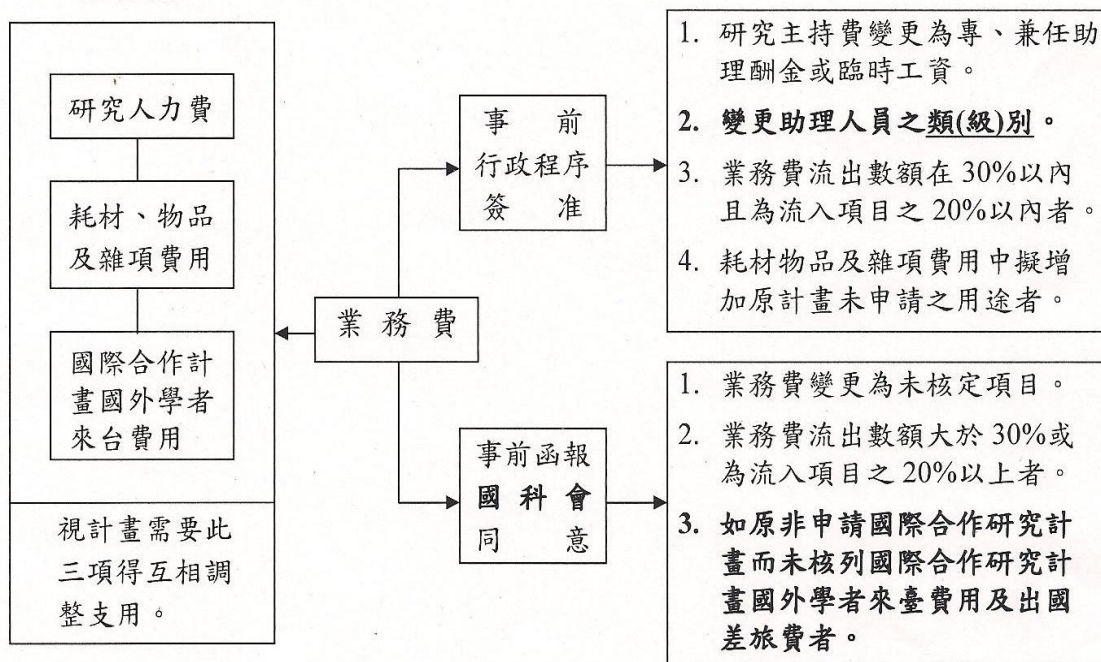 研究人力費
耗材、物品
及雜項費用
國際合作計
畫國外學者
來台費用
視計畫需要此
三項得互相調
整支用。
業務費
事前
行政程序
簽准
1. 研究主持費變更為專、兼任助
理酬金或臨時工資。
2. 變更助理人員之類(級)別。
3. 業務費流出數額在30%以內
且為流入項目之20%以內者。
4. 耗材物品及雜項費用中擬增
加原計畫未申請之用途者。
事前函報
國科會
同意
1. 業務費變更為未核定項目。
2. 業務費流出數額大於30%或
為流入項目之20%以上者。
3. 如原非申請國際合作研究計
畫而未核列國際合作研究計
畫國外學者來臺費用及出國
差旅費者。